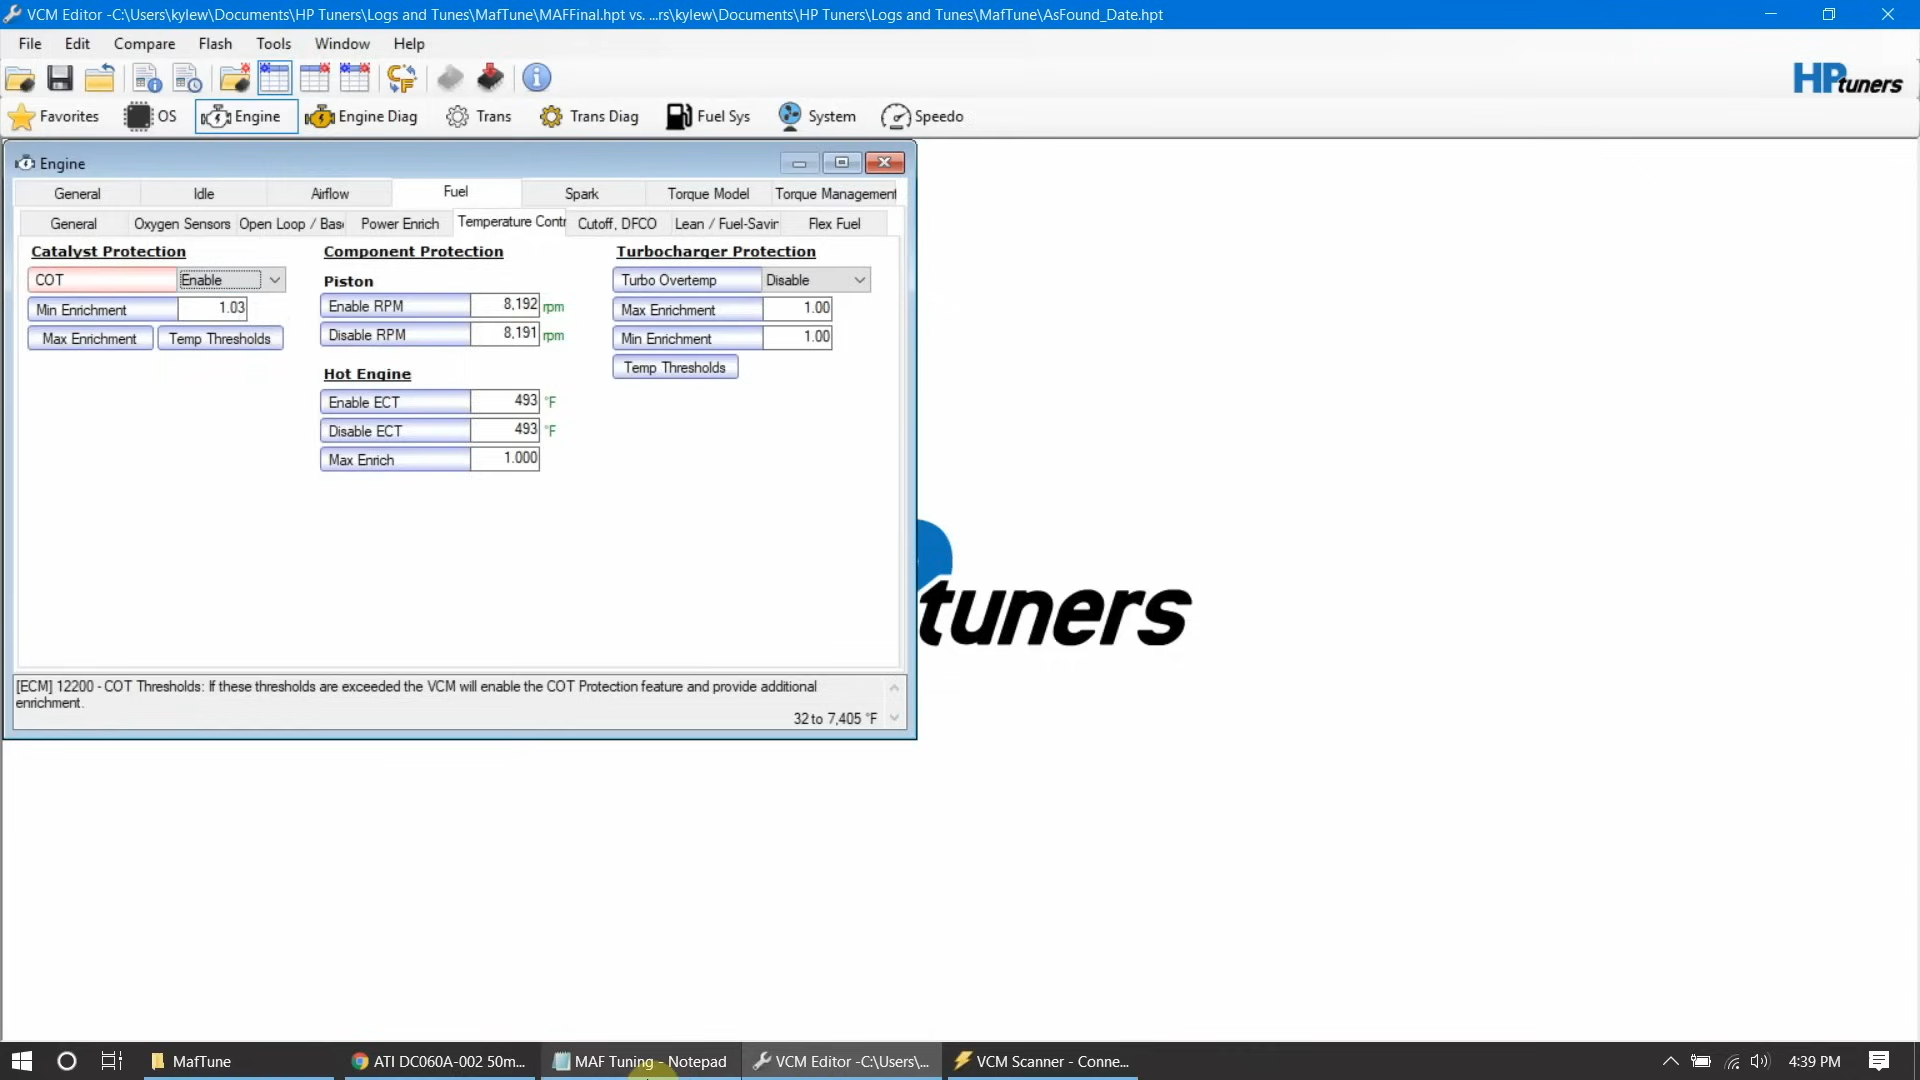 VCM Editor -C:\Users\kylew\Documents\HP Tuners\Logs and Tunes\MafTune\MAFFinal.hpt vs. ...rs\kylew\Documents\HP Tuners\Logs and Tunes\MafTune\AsFound_Date.hpt
File Edit Compare Flash Tools Window Help
HPtuners
Favorites OS Engine Engine Diag Trans Trans Diag Fuel Sys System Speedo
Engine
General Idle Airflow Fuel Spark Torque Model Torque Management
General Oxygen Sensors Open Loop / Bas Power Enrich Temperature Contr Cutoff, DFCO Lean / Fuel-Savin Flex Fuel
Catalyst Protection Component Protection Turbocharger Protection
COT Enable Piston Turbo Overtemp Disable
Min Enrichment 1.03 Enable RPM 8,192 rpm Max Enrichment 1.00
Max Enrichment Temp Thresholds Disable RPM 8,191 rpm Min Enrichment 1.00
Temp Thresholds
Hot Engine
Enable ECT 493 °F
Disable ECT 493 °F
Max Enrich 1.000
tuners
[ECM] 12200 - COT Thresholds: If these thresholds are exceeded the VCM will enable the COT Protection feature and provide additional
enrichment.
32 to 7,405 °F
MafTune ATI DC060A-002 50m... MAF Tuning - Notepad VCM Editor -C:\Users\... VCM Scanner - Conne... 4:39 PM